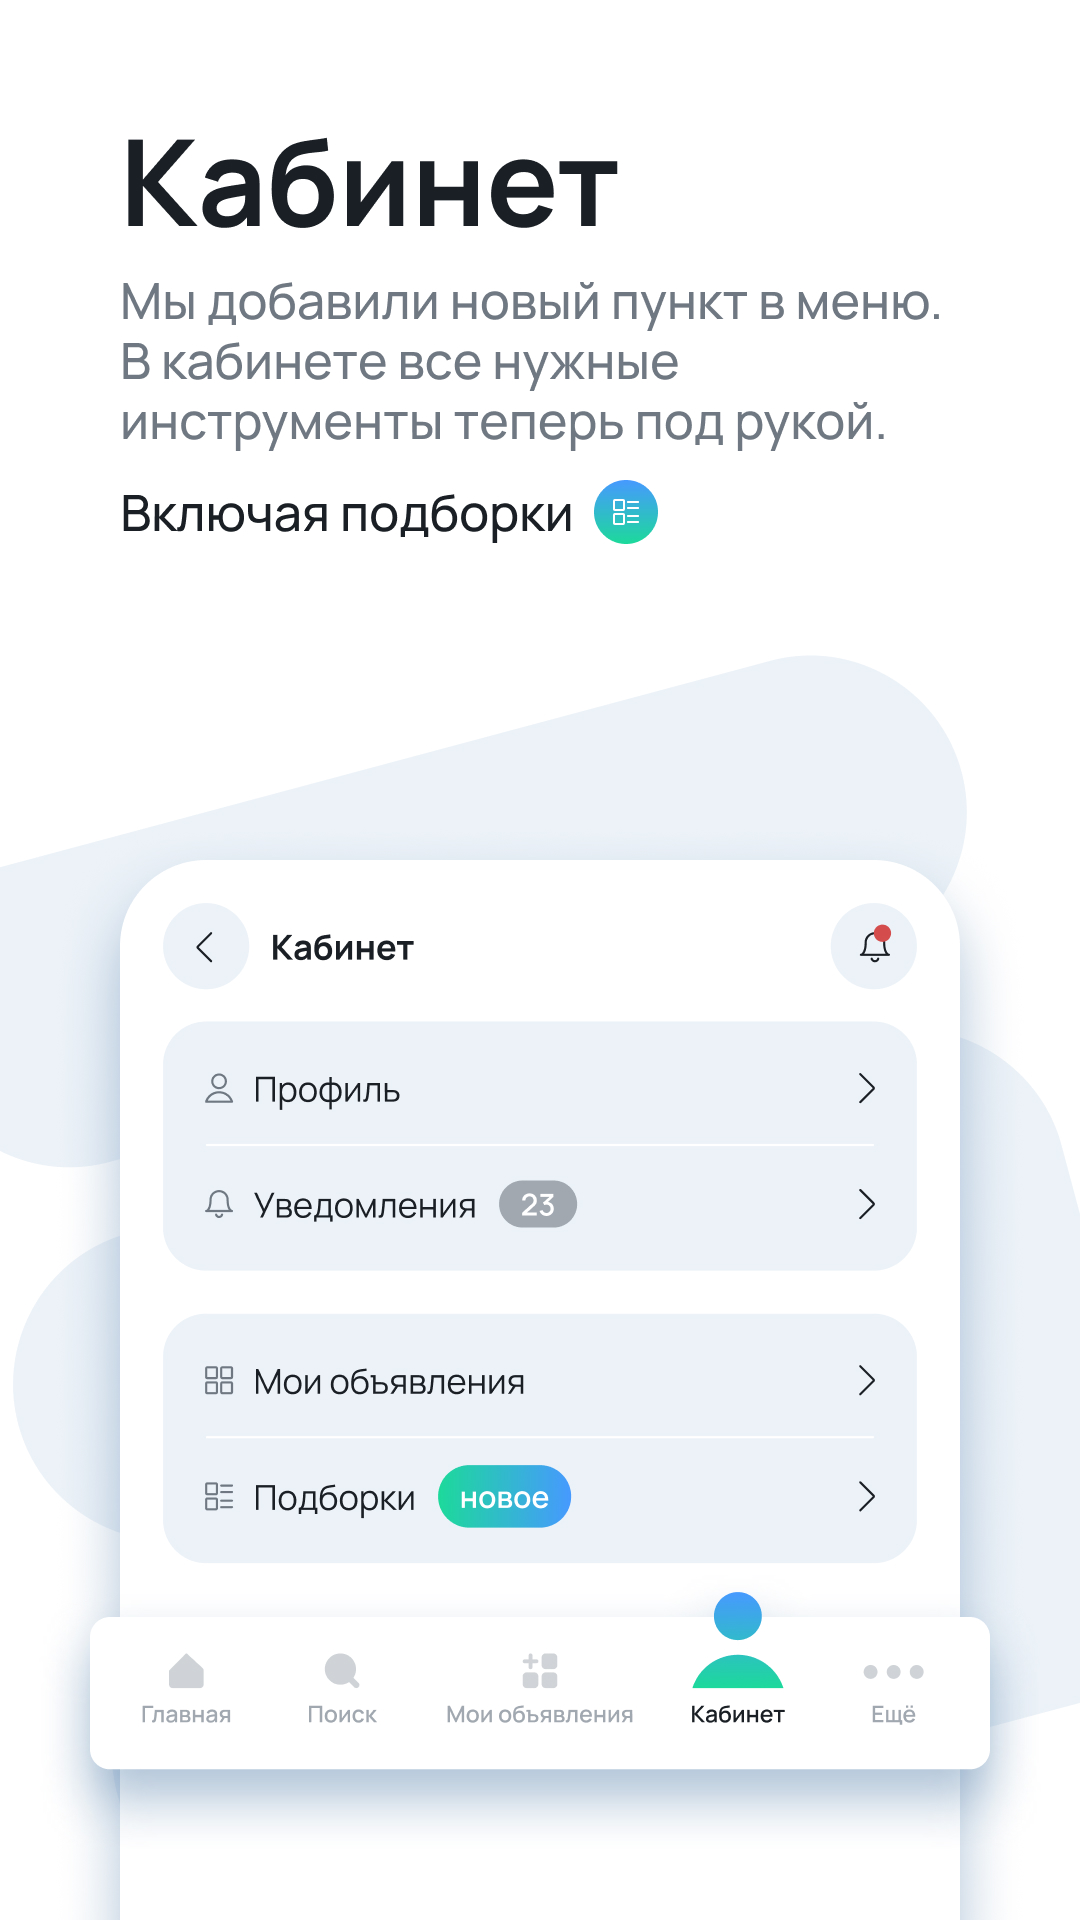 Кабинет
Мы добавили новый пункт в меню.
В кабинете все нужные
инструменты теперь под рукой.
Включая подборки
Кабинет
Профиль
Уведомления 23
Мои объявления
Подборки новое
Главная Поиск Мои объявления Кабинет Ещё